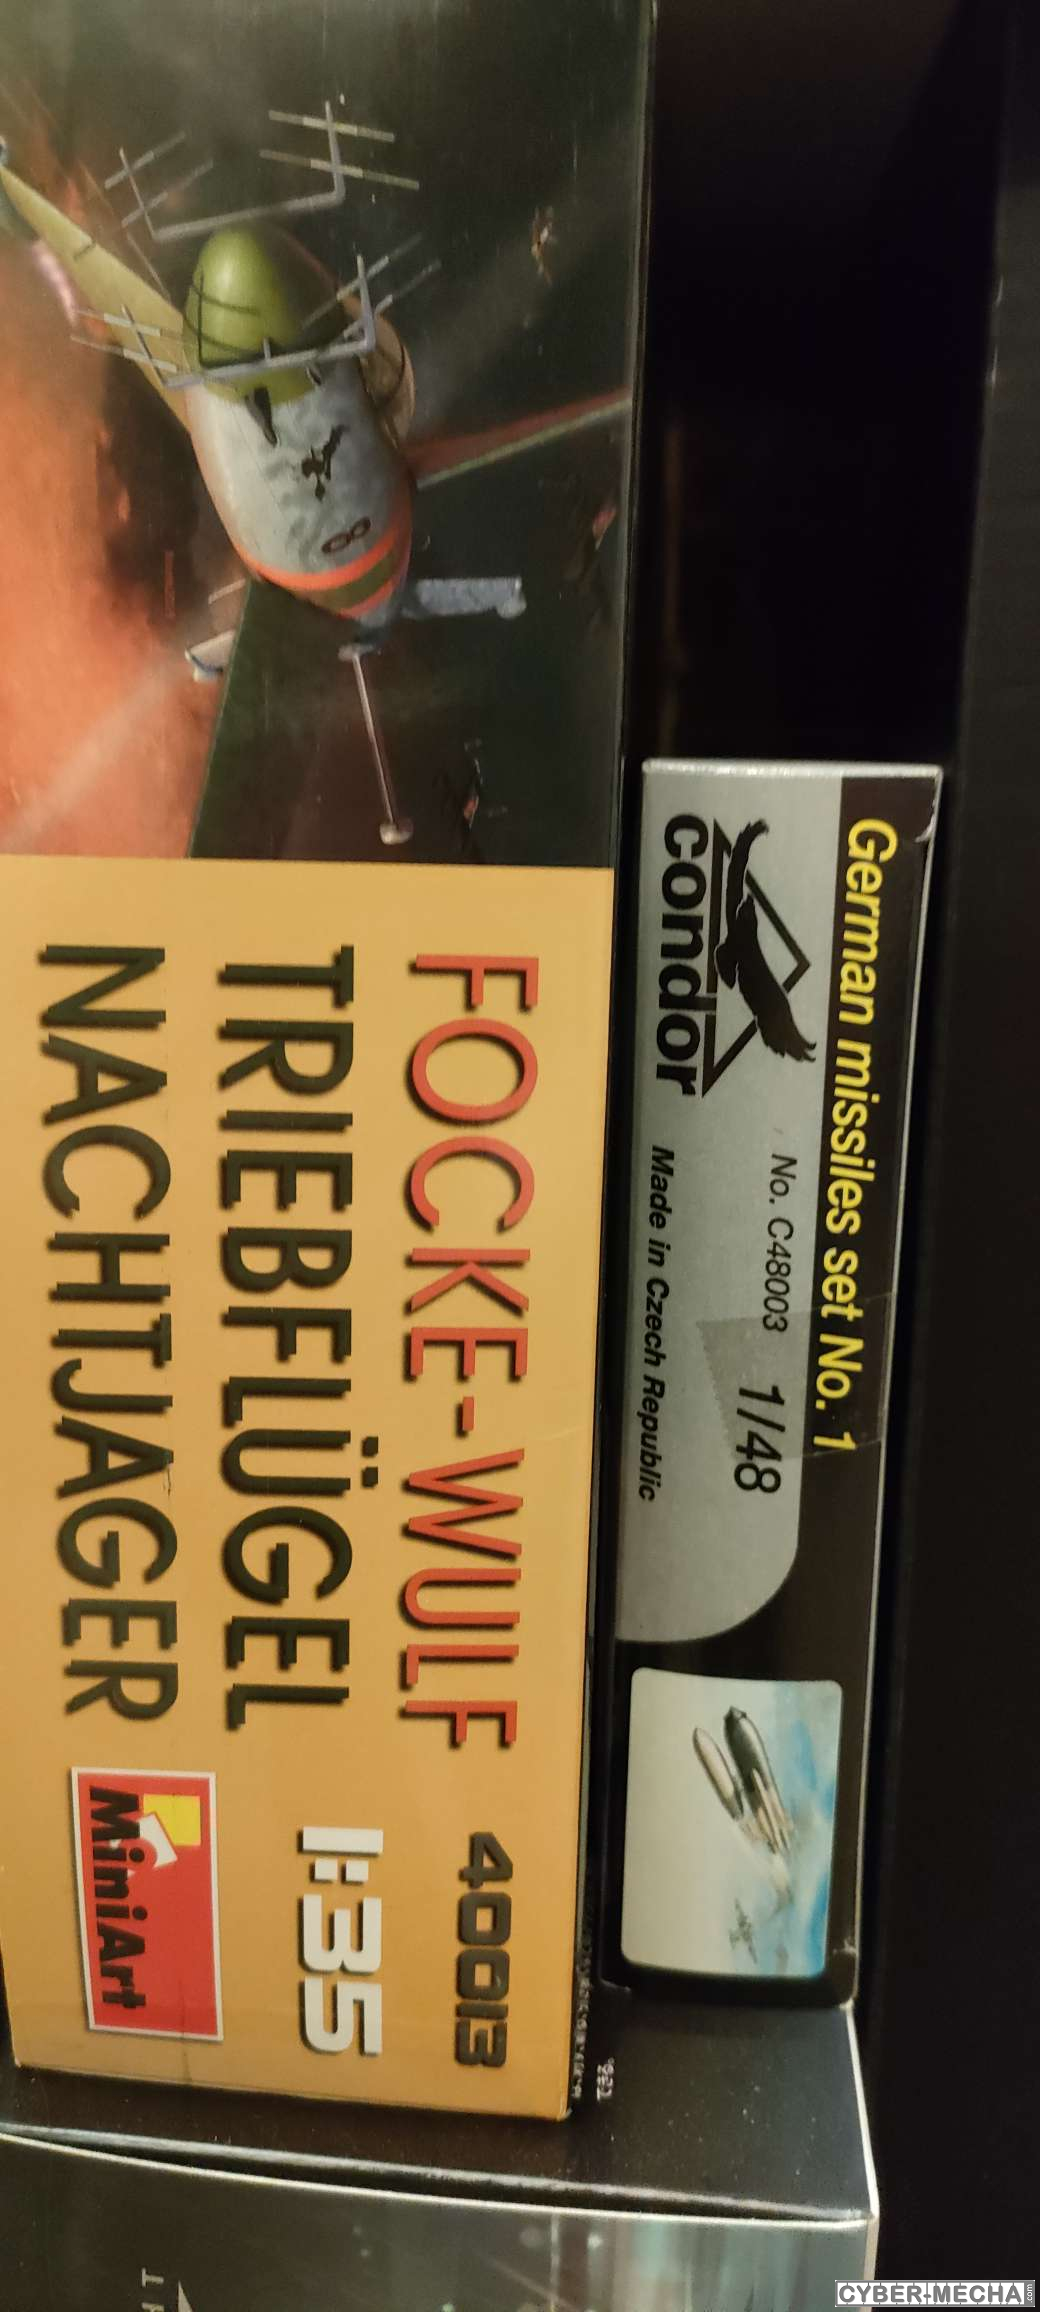 German missiles set No. 1
condor
No. C48003 1/48
Made in Czech Republic
FOCKE-WULF 40013
TRIEBFLÜGEL 1:35
NACHTJAGER MiniArt
8
CYBER-MECHA.com